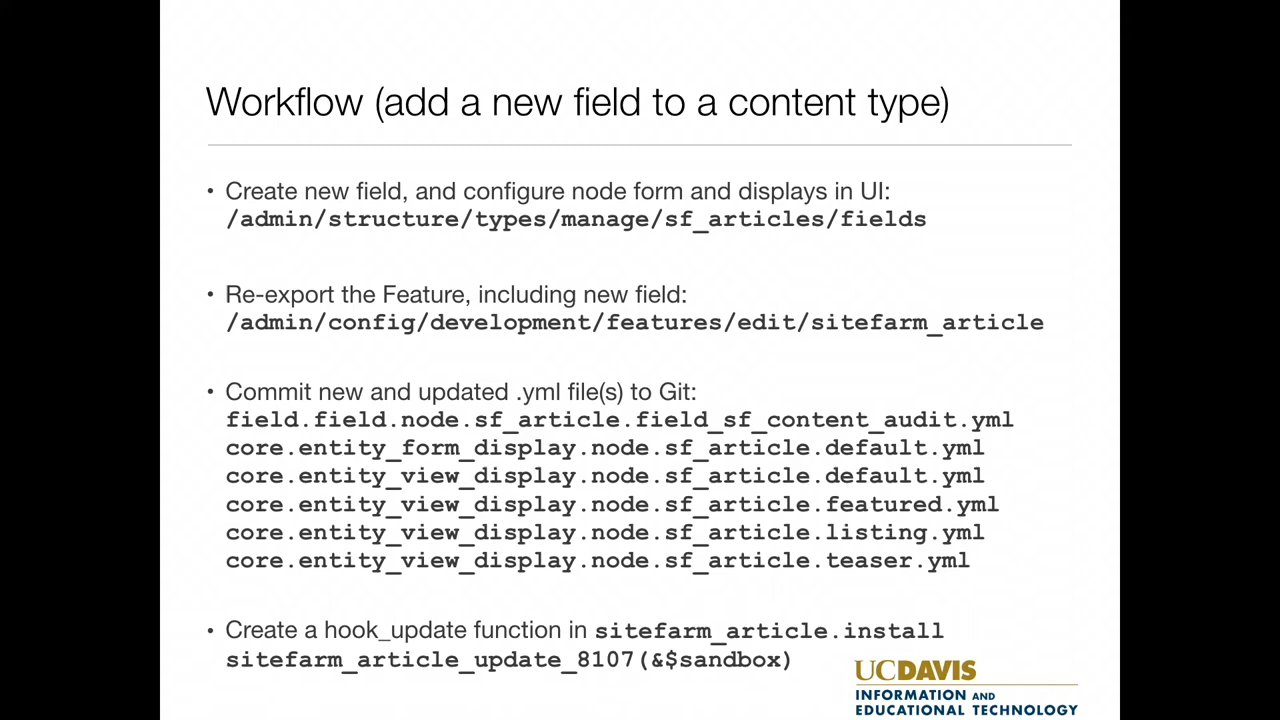 Workflow (add a new field to a content type)
• Create new field, and configure node form and displays in UI:
/admin/structure/types/manage/sf_articles/fields
• Re-export the Feature, including new field:
/admin/config/development/features/edit/sitefarm_article
• Commit new and updated .yml file(s) to Git:
field.field.node.sf_article.field_sf_content_audit.yml
core.entity_form_display.node.sf_article.default.yml
core.entity_view_display.node.sf_article.default.yml
core.entity_view_display.node.sf_article.featured.yml
core.entity_view_display.node.sf_article.listing.yml
core.entity_view_display.node.sf_article.teaser.yml
• Create a hook_update function in sitefarm_article.install
sitefarm_article_update_8107(&$sandbox)
UCDAVIS
INFORMATION AND
EDUCATIONAL TECHNOLOGY